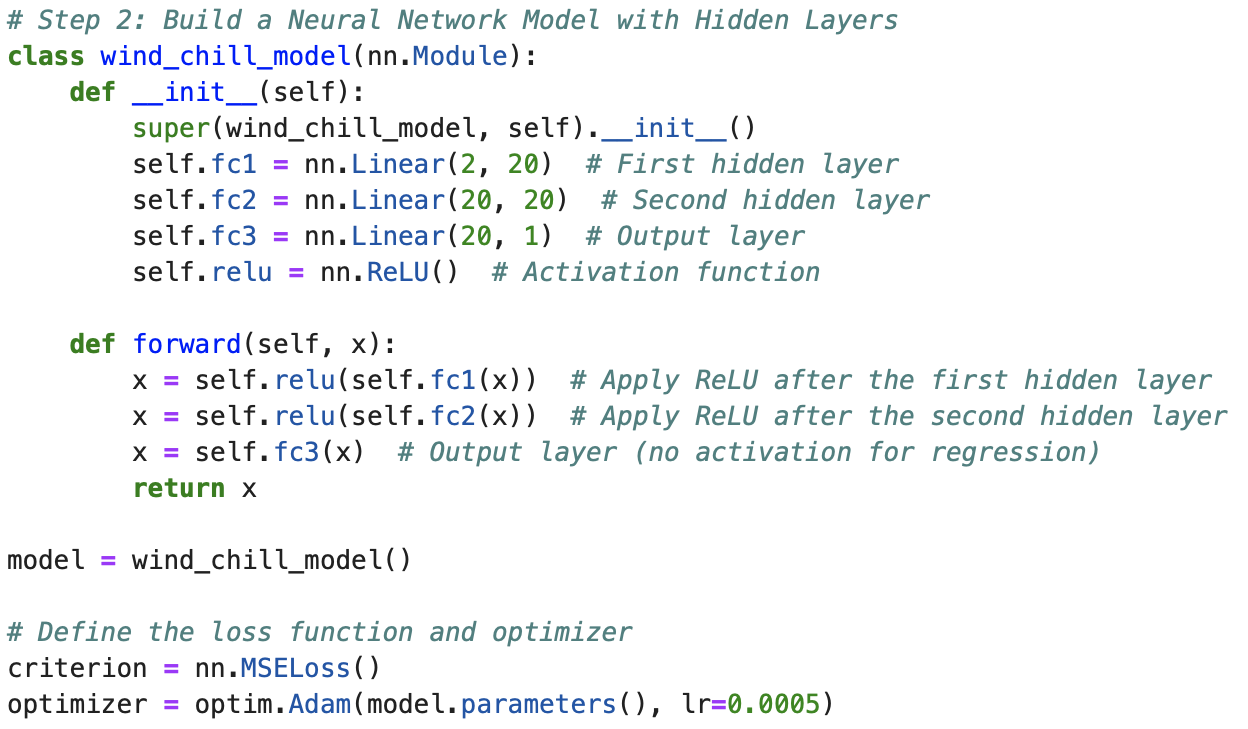 # Step 2: Build a Neural Network Model with Hidden Layers
class wind_chill_model(nn.Module):
    def __init__(self):
        super(wind_chill_model, self).__init__()
        self.fc1 = nn.Linear(2, 20)  # First hidden layer
        self.fc2 = nn.Linear(20, 20)  # Second hidden layer
        self.fc3 = nn.Linear(20, 1)  # Output layer
        self.relu = nn.ReLU()  # Activation function

    def forward(self, x):
        x = self.relu(self.fc1(x))  # Apply ReLU after the first hidden layer
        x = self.relu(self.fc2(x))  # Apply ReLU after the second hidden layer
        x = self.fc3(x)  # Output layer (no activation for regression)
        return x

model = wind_chill_model()

# Define the loss function and optimizer
criterion = nn.MSELoss()
optimizer = optim.Adam(model.parameters(), lr=0.0005)